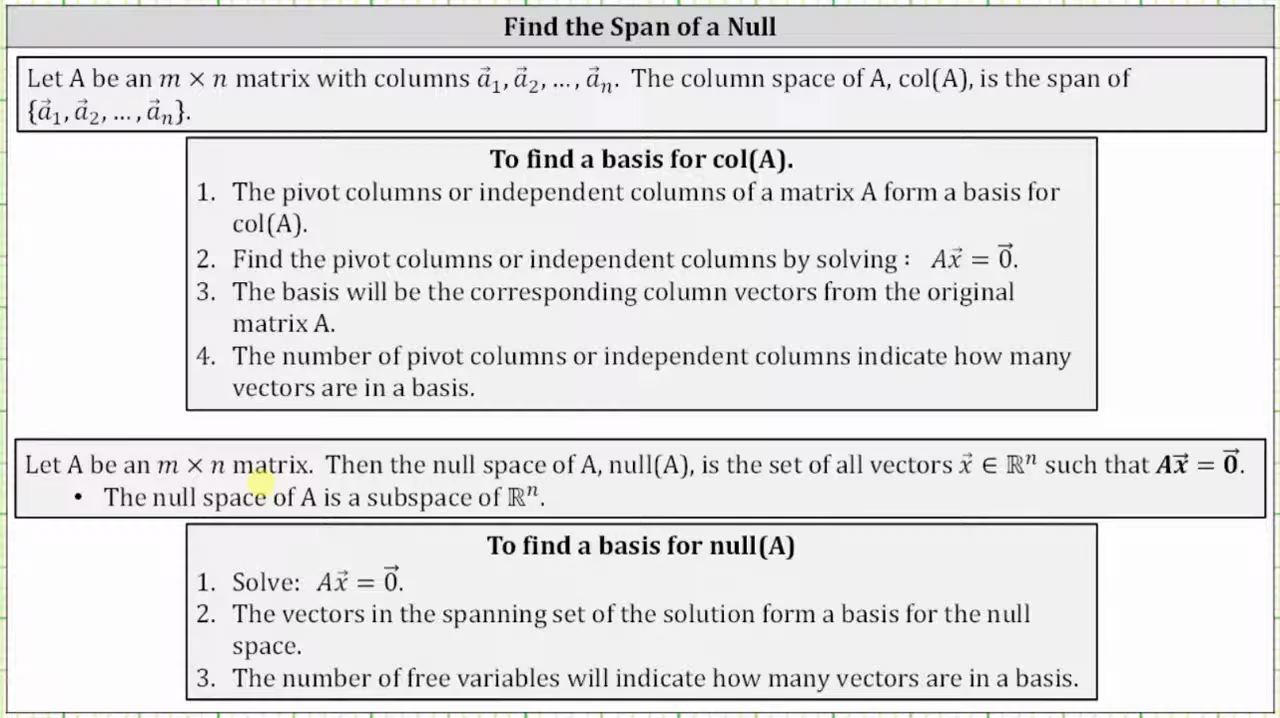 Find the Span of a Null
Let A be an m × n matrix with columns a⃗₁, a⃗₂, ... , a⃗ₙ. The column space of A, col(A), is the span of
{a⃗₁, a⃗₂, ... , a⃗ₙ}.
To find a basis for col(A).
1. The pivot columns or independent columns of a matrix A form a basis for
col(A).
2. Find the pivot columns or independent columns by solving : Ax⃗ = 0⃗.
3. The basis will be the corresponding column vectors from the original
matrix A.
4. The number of pivot columns or independent columns indicate how many
vectors are in a basis.
Let A be an m × n matrix. Then the null space of A, null(A), is the set of all vectors x⃗ ∈ ℝⁿ such that Ax⃗ = 0⃗.
• The null space of A is a subspace of ℝⁿ.
To find a basis for null(A)
1. Solve: Ax⃗ = 0⃗.
2. The vectors in the spanning set of the solution form a basis for the null
space.
3. The number of free variables will indicate how many vectors are in a basis.